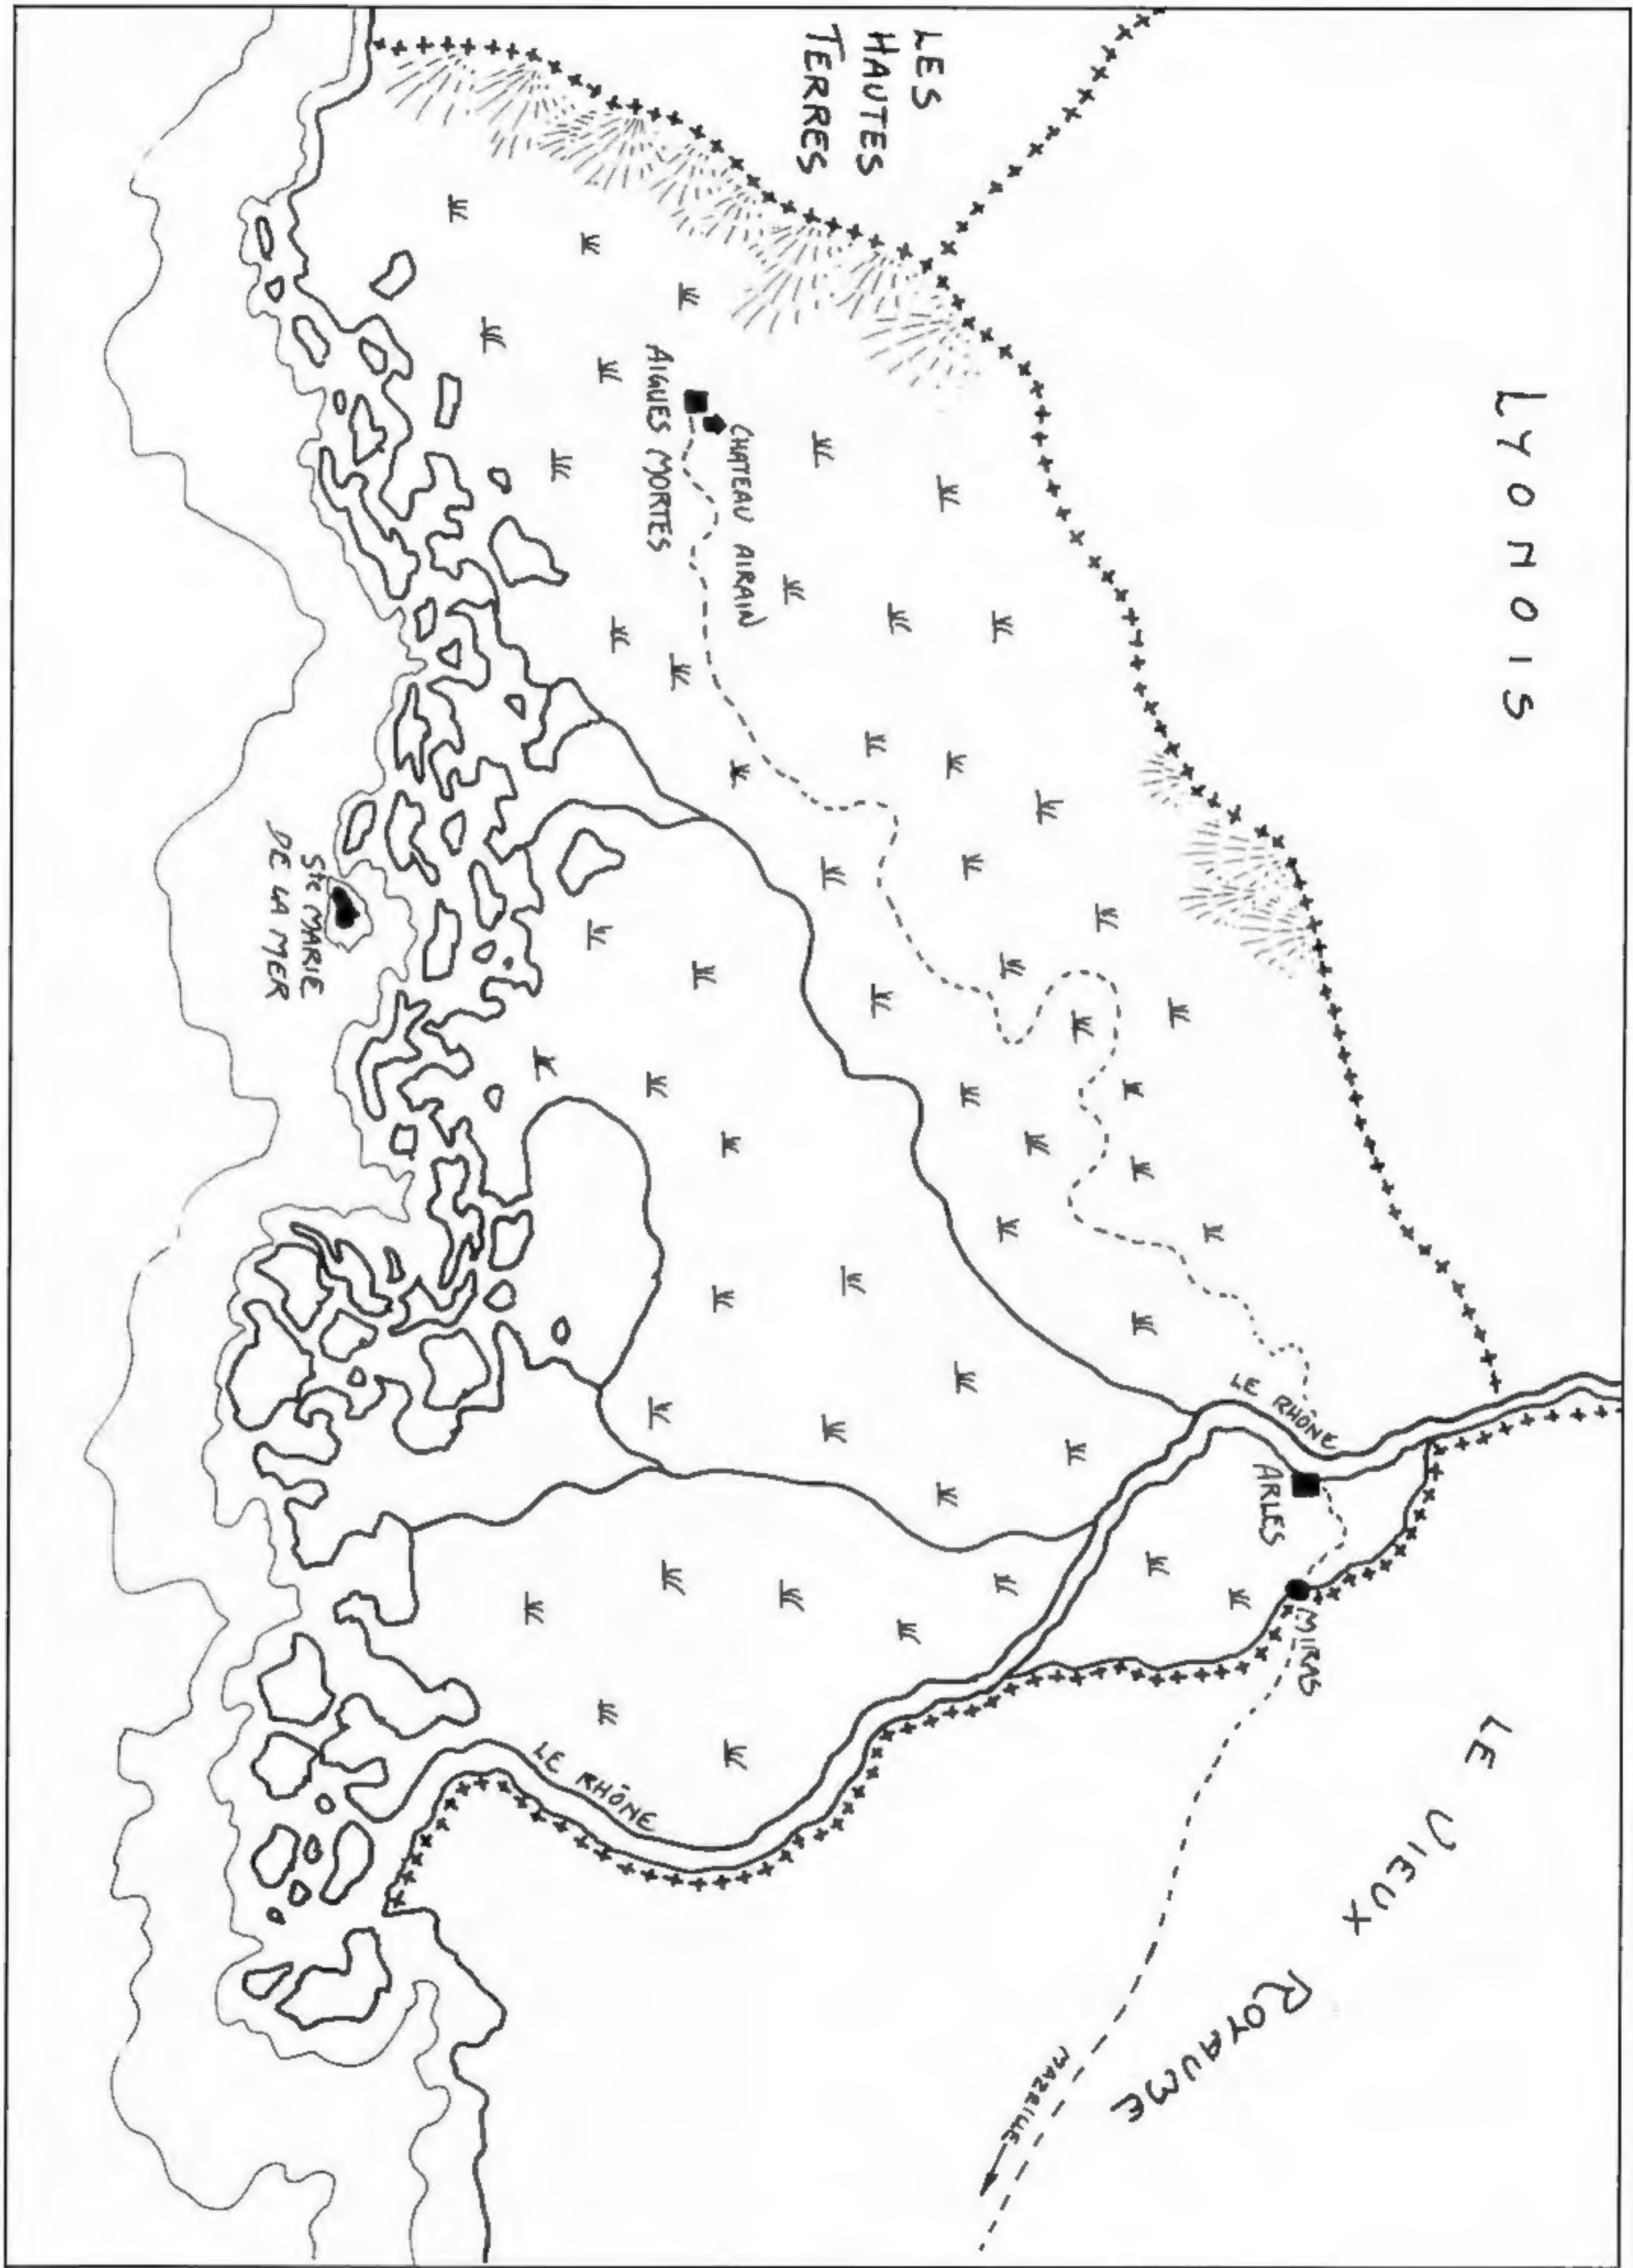 LES
HAUTES
TERRES
LYONOIS
CHATEAU AIRAIN
AIGUES MORTES
Ste MARIE
DE LA MER
LE RHÔNE
ARLES
MIRAS
LE VIEUX ROYAUME
LE RHÔNE
MAZEILLE